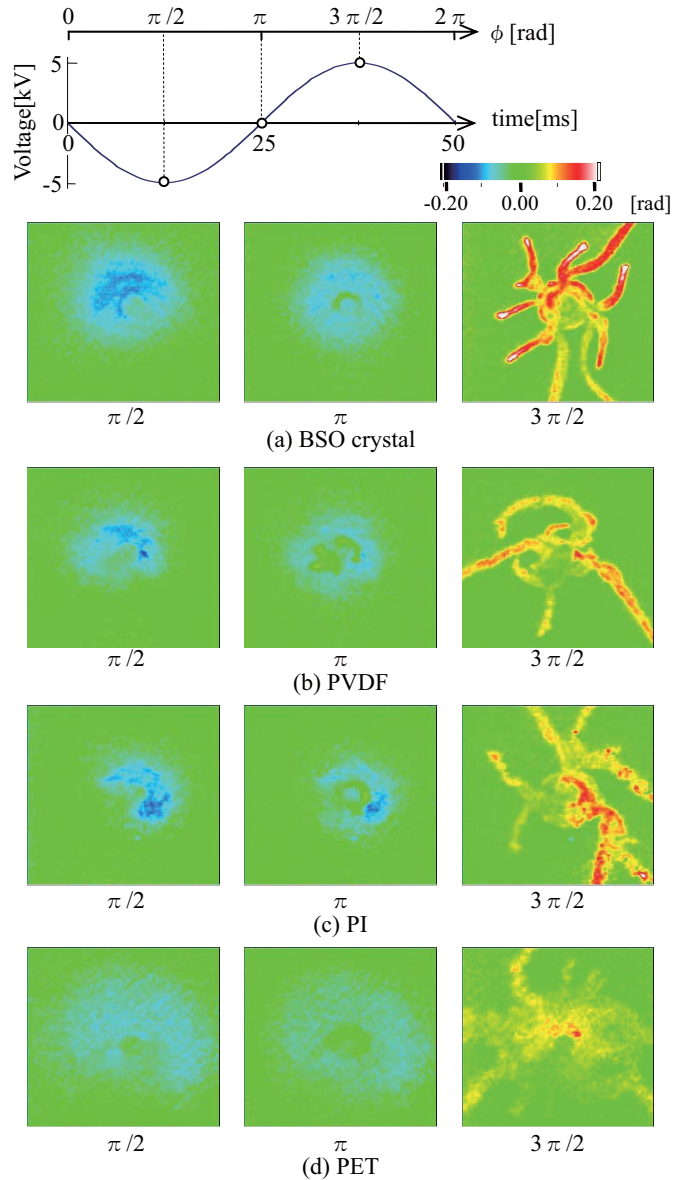 0 π/2 π 3 π/2 2 π
φ [rad]
5
Voltage[kV]
0
time[ms]
0 25 50
-5
-0.20 0.00 0.20 [rad]
π/2 π 3 π/2
(a) BSO crystal
π/2 π 3 π/2
(b) PVDF
π/2 π 3 π/2
(c) PI
π/2 π 3 π/2
(d) PET